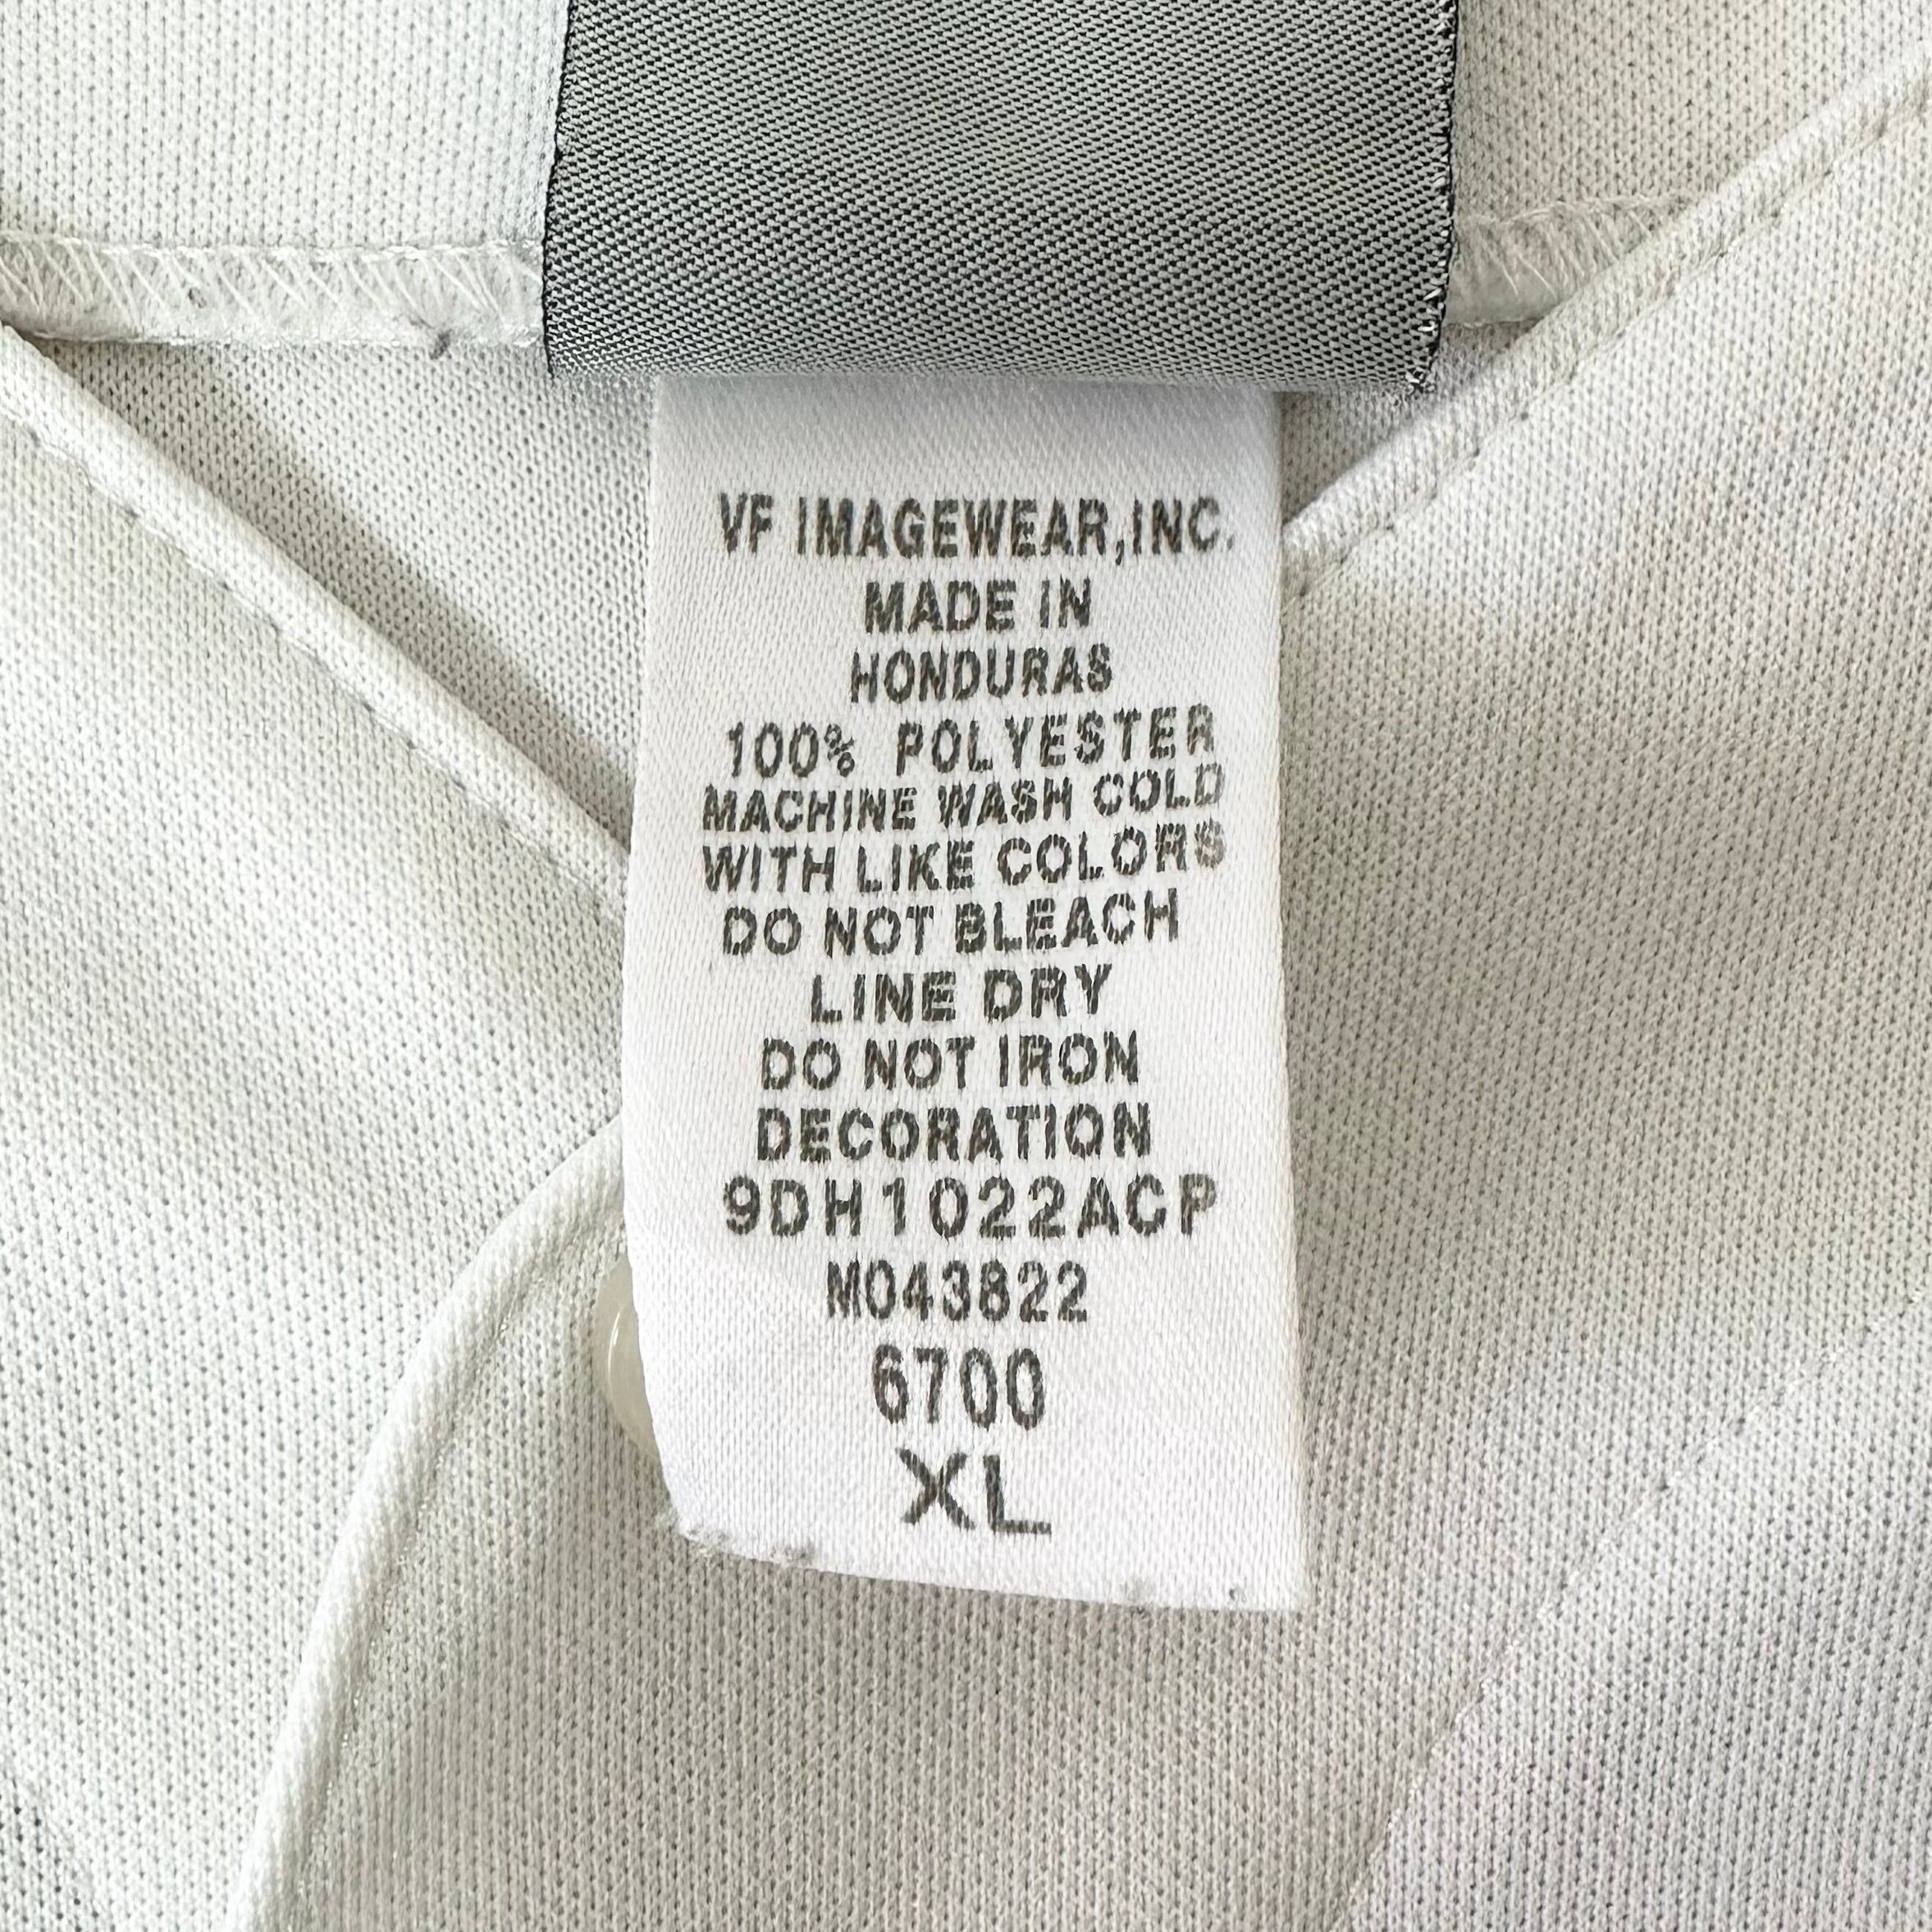 VF IMAGEWEAR,INC.
MADE IN
HONDURAS
100% POLYESTER
MACHINE WASH COLD
WITH LIKE COLORS
DO NOT BLEACH
LINE DRY
DO NOT IRON
DECORATION
9DH1022ACP
M043822
6700
XL